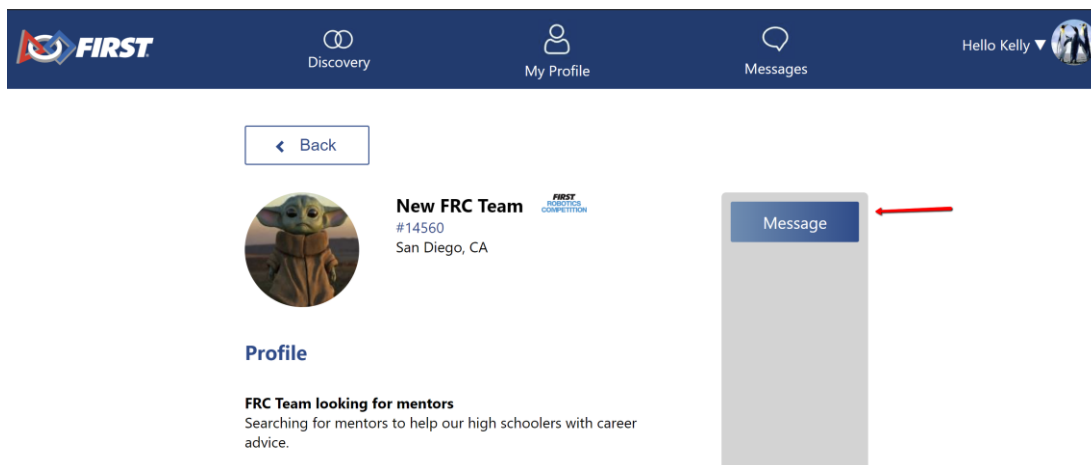 FIRST
Discovery
My Profile
Messages
Hello Kelly ▼
Back
New FRC Team
FIRST
ROBOTICS
COMPETITION
#14560
San Diego, CA
Message
Profile
FRC Team looking for mentors
Searching for mentors to help our high schoolers with career
advice.